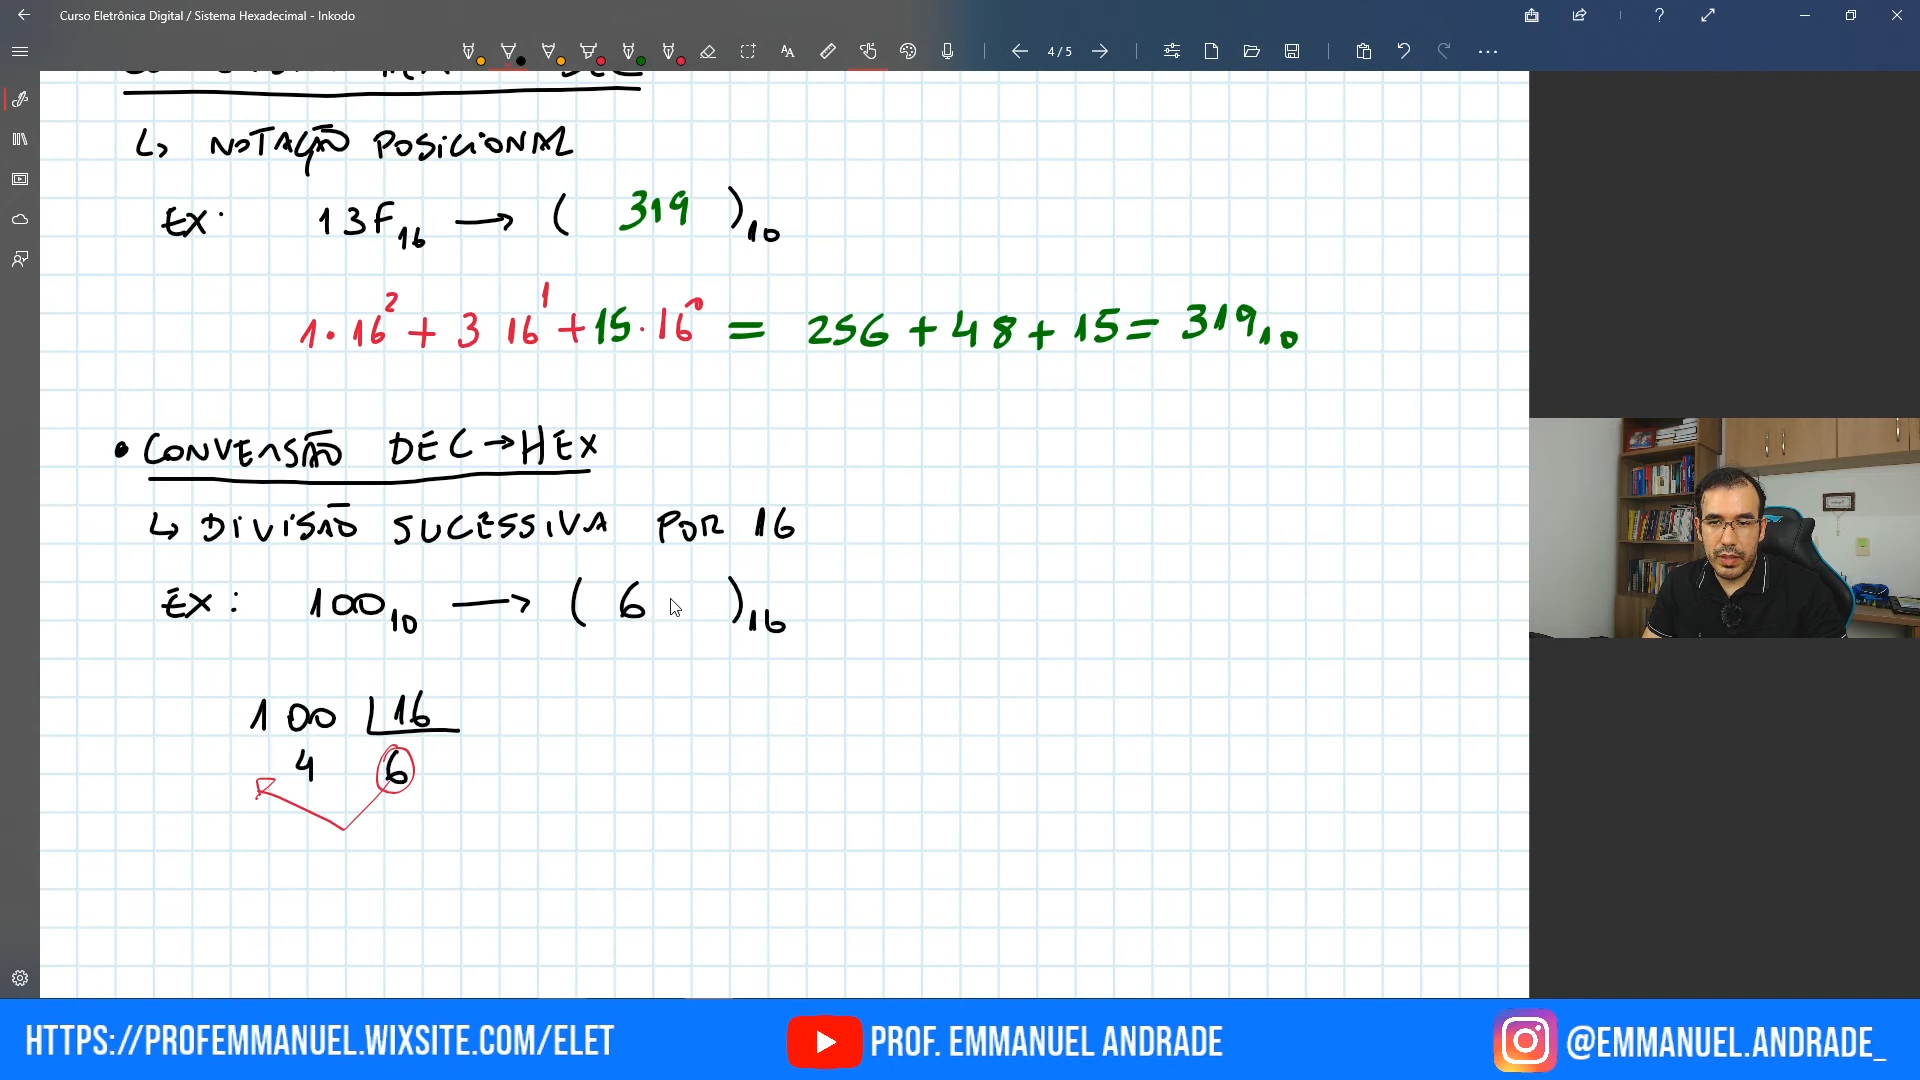 Curso Eletrônica Digital / Sistema Hexadecimal - Inkodo
4/5
↳ NOTAÇÃO POSICIONAL
EX: 13F16 → ( 319 )10
1·16² + 3 16¹ + 15·16⁰ = 256 + 48 + 15 = 319₁₀
• CONVERSÃO DEC→HEX
↳ DIVISÃO SUCESSIVA POR 16
EX: 100₁₀ → ( 6 )₁₆
100 16
4 6
HTTPS://PROFEMMANUEL.WIXSITE.COM/ELET
PROF. EMMANUEL ANDRADE
@EMMANUEL.ANDRADE_